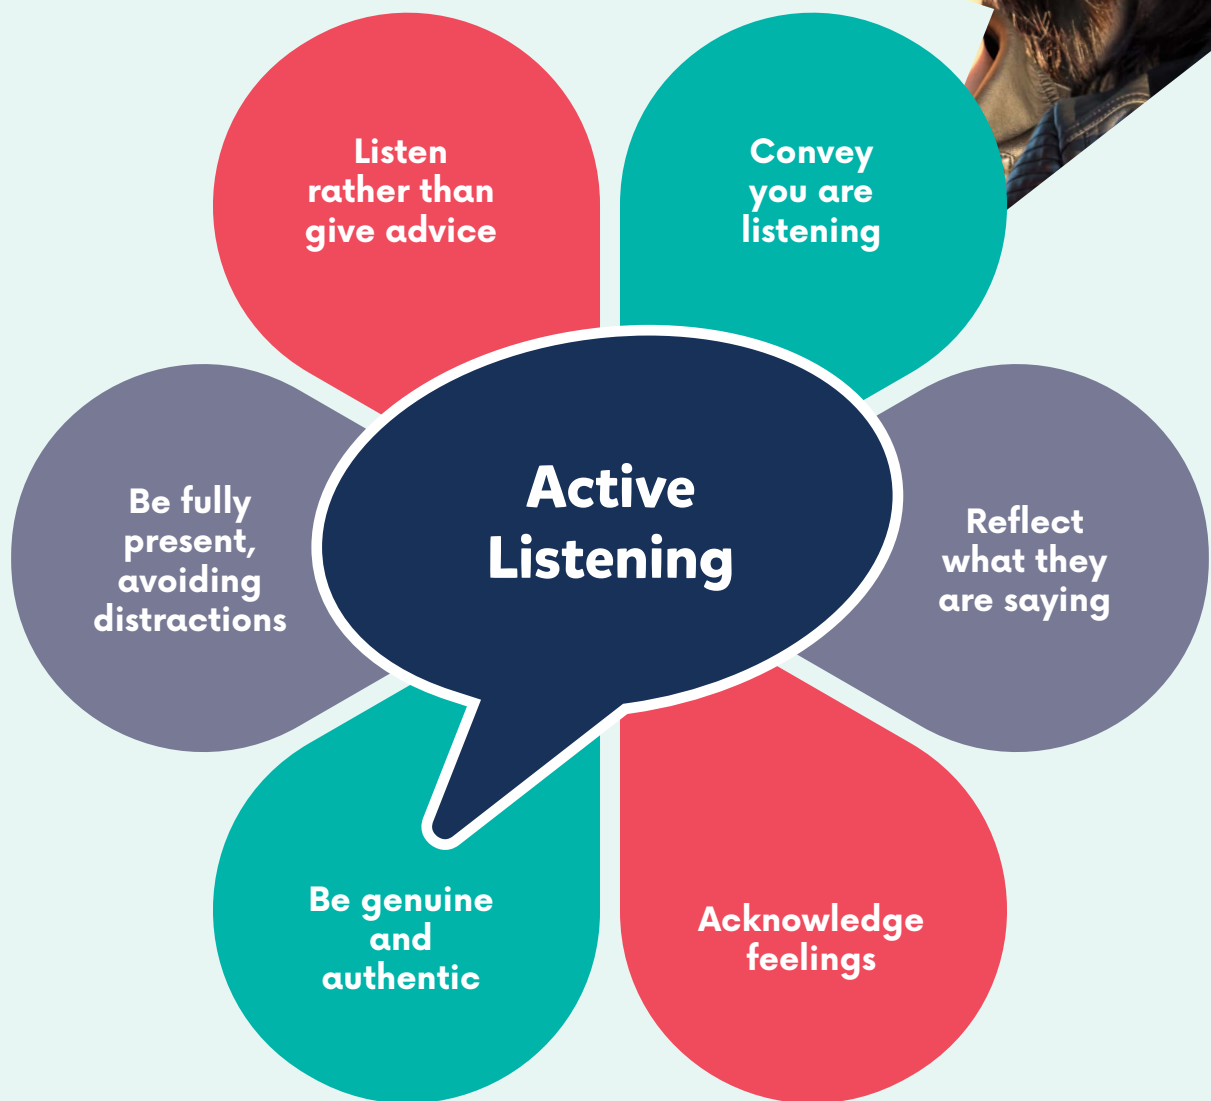 Listen
rather than
give advice
Convey
you are
listening
Be fully
present,
avoiding
distractions
Active
Listening
Reflect
what they
are saying
Be genuine
and
authentic
Acknowledge
feelings